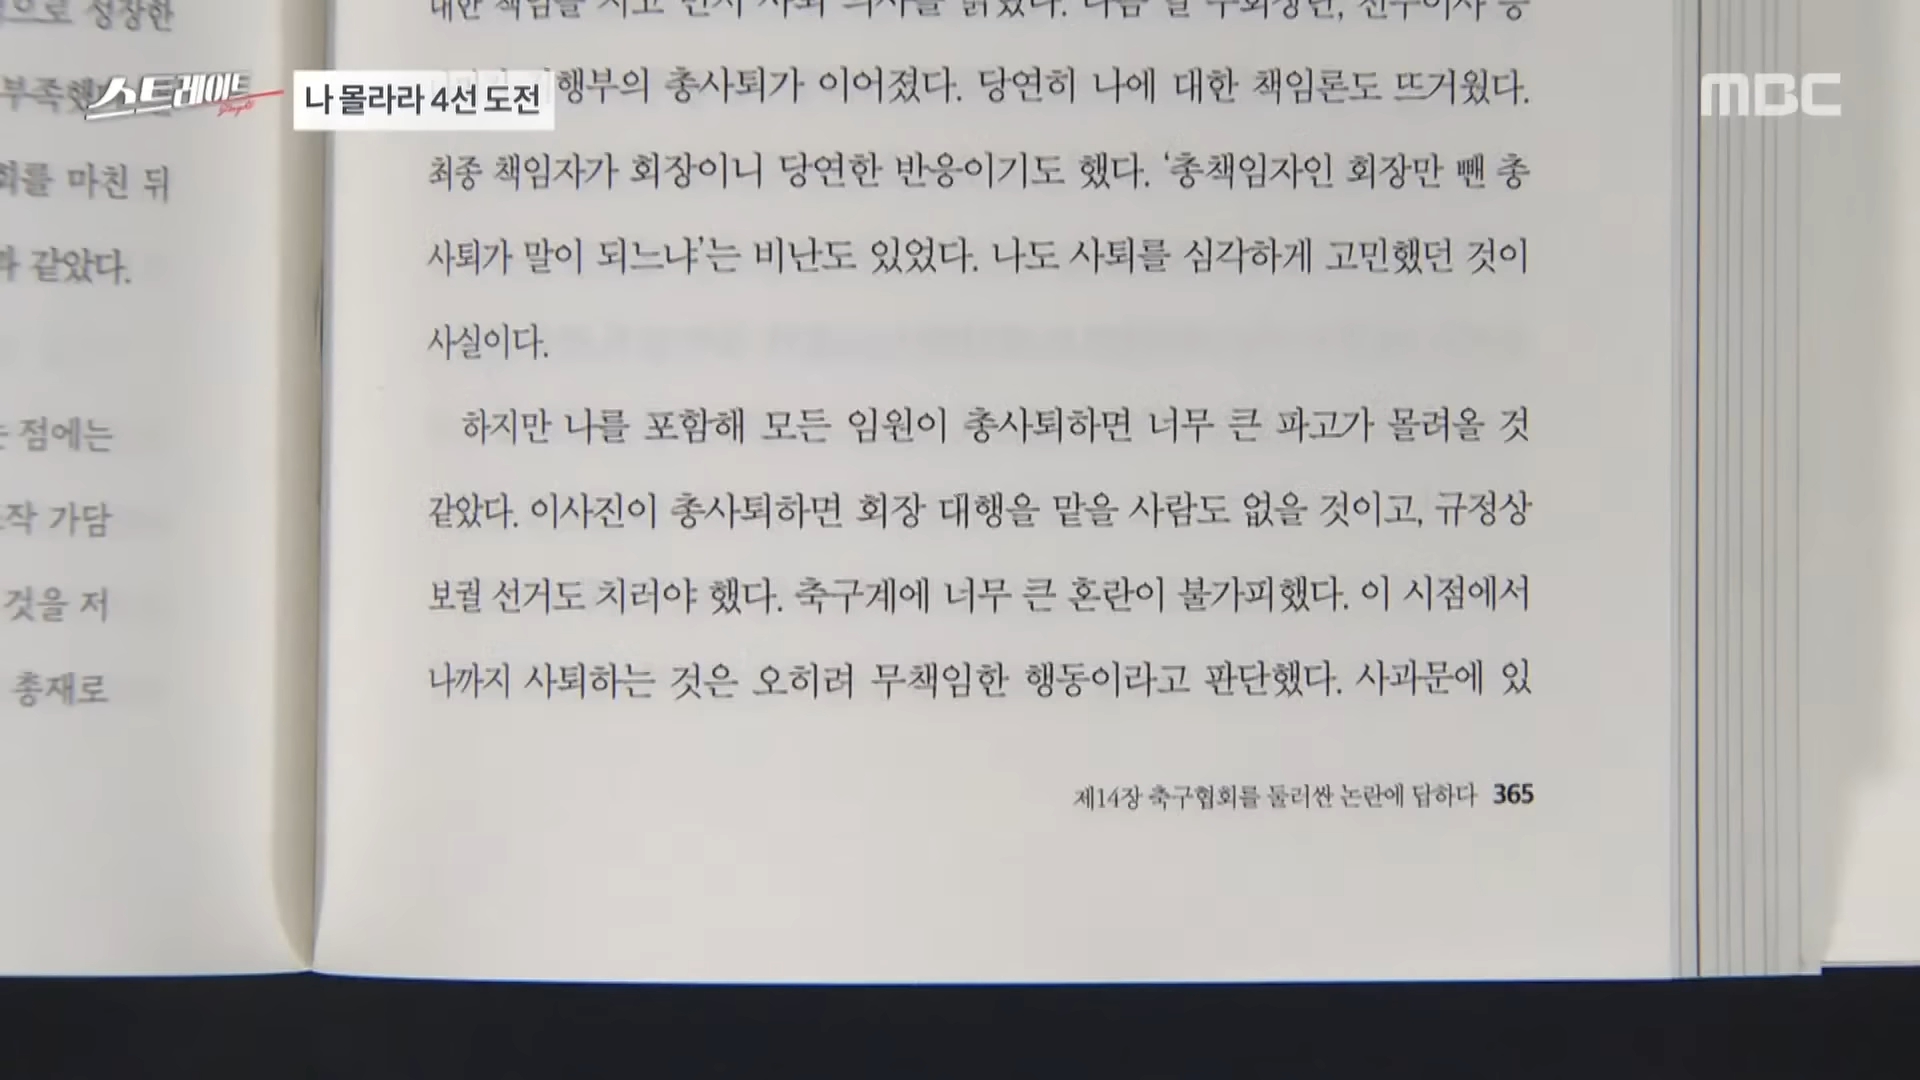 스트레이트
나 몰라라 4선 도전
MBC
으로 성장한
부족했
회를 마친 뒤
같았다.
점에는
작 가담
것을 저
총재로
행부의 총사퇴가 이어졌다. 당연히 나에 대한 책임론도 뜨거웠다.
최종 책임자가 회장이니 당연한 반응이기도 했다. ‘총책임자인 회장만 뺀 총
사퇴가 말이 되느냐’는 비난도 있었다. 나도 사퇴를 심각하게 고민했던 것이
사실이다.
하지만 나를 포함해 모든 임원이 총사퇴하면 너무 큰 파고가 몰려올 것
같았다. 이사진이 총사퇴하면 회장 대행을 맡을 사람도 없을 것이고, 규정상
보궐 선거도 치러야 했다. 축구계에 너무 큰 혼란이 불가피했다. 이 시점에서
나까지 사퇴하는 것은 오히려 무책임한 행동이라고 판단했다. 사과문에 있
제14장 축구협회를 둘러싼 논란에 답하다 365